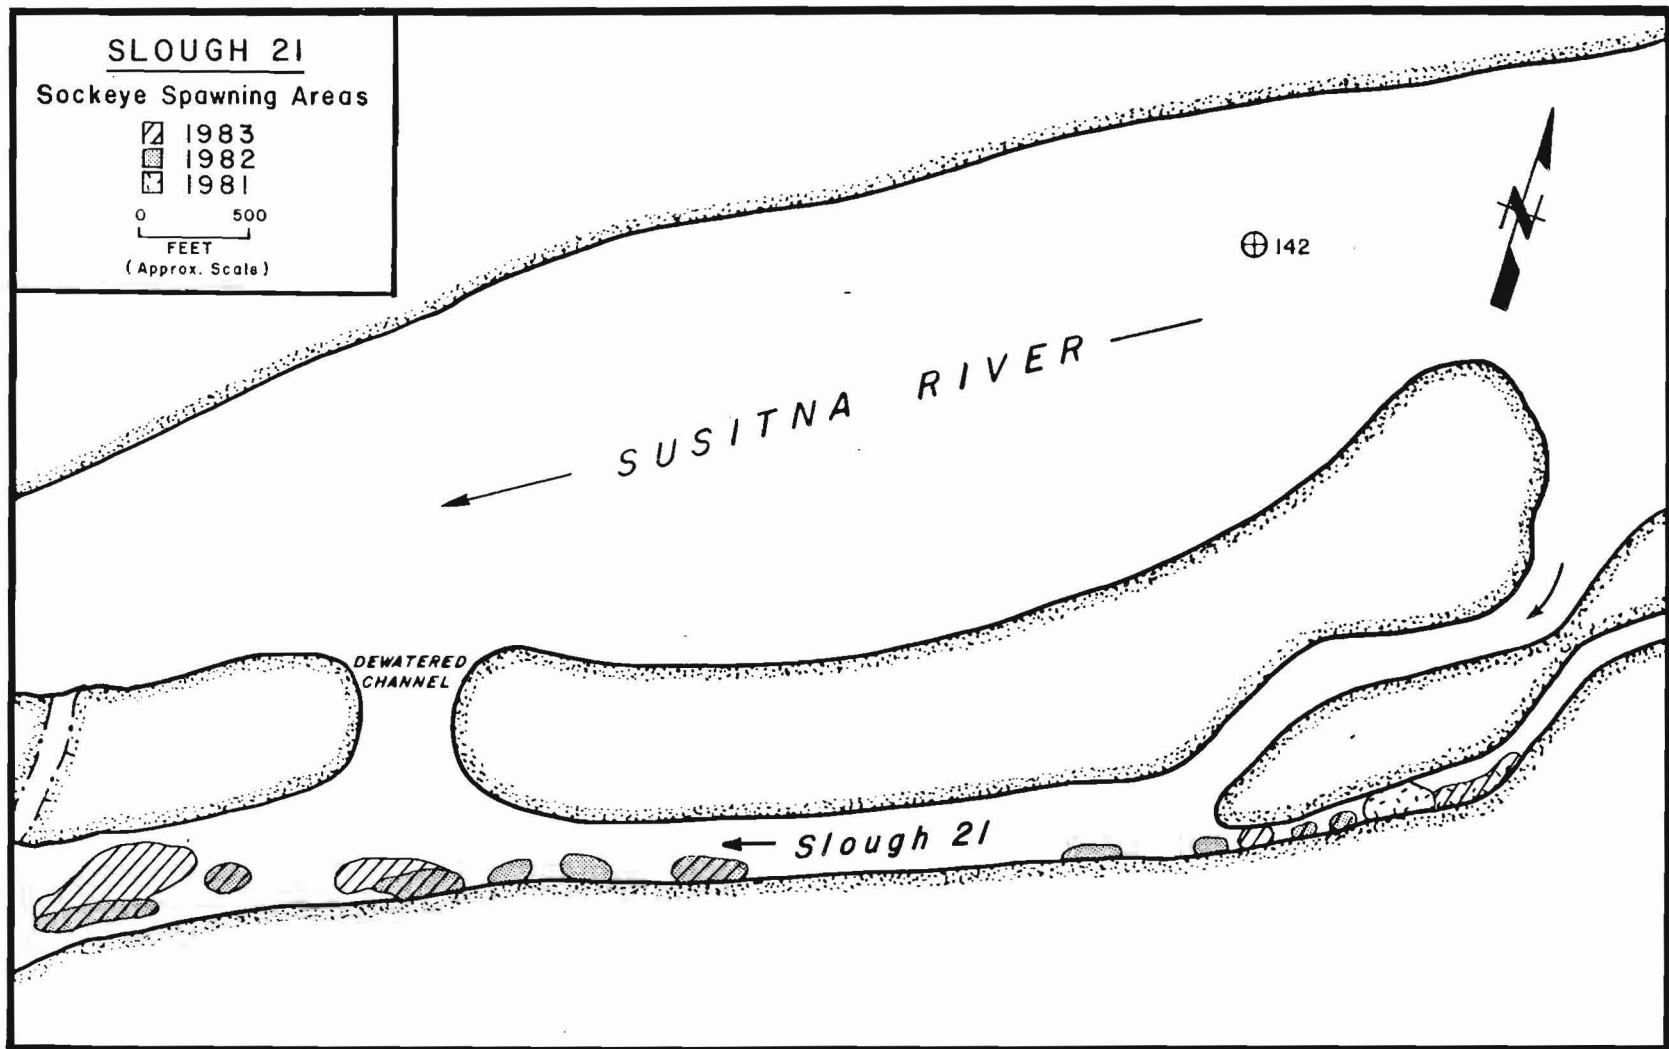 SLOUGH 21
Sockeye Spawning Areas
1983
1982
1981
0 500
FEET
(Approx. Scale)
N
142
SUSITNA RIVER
DEWATERED
CHANNEL
Slough 21